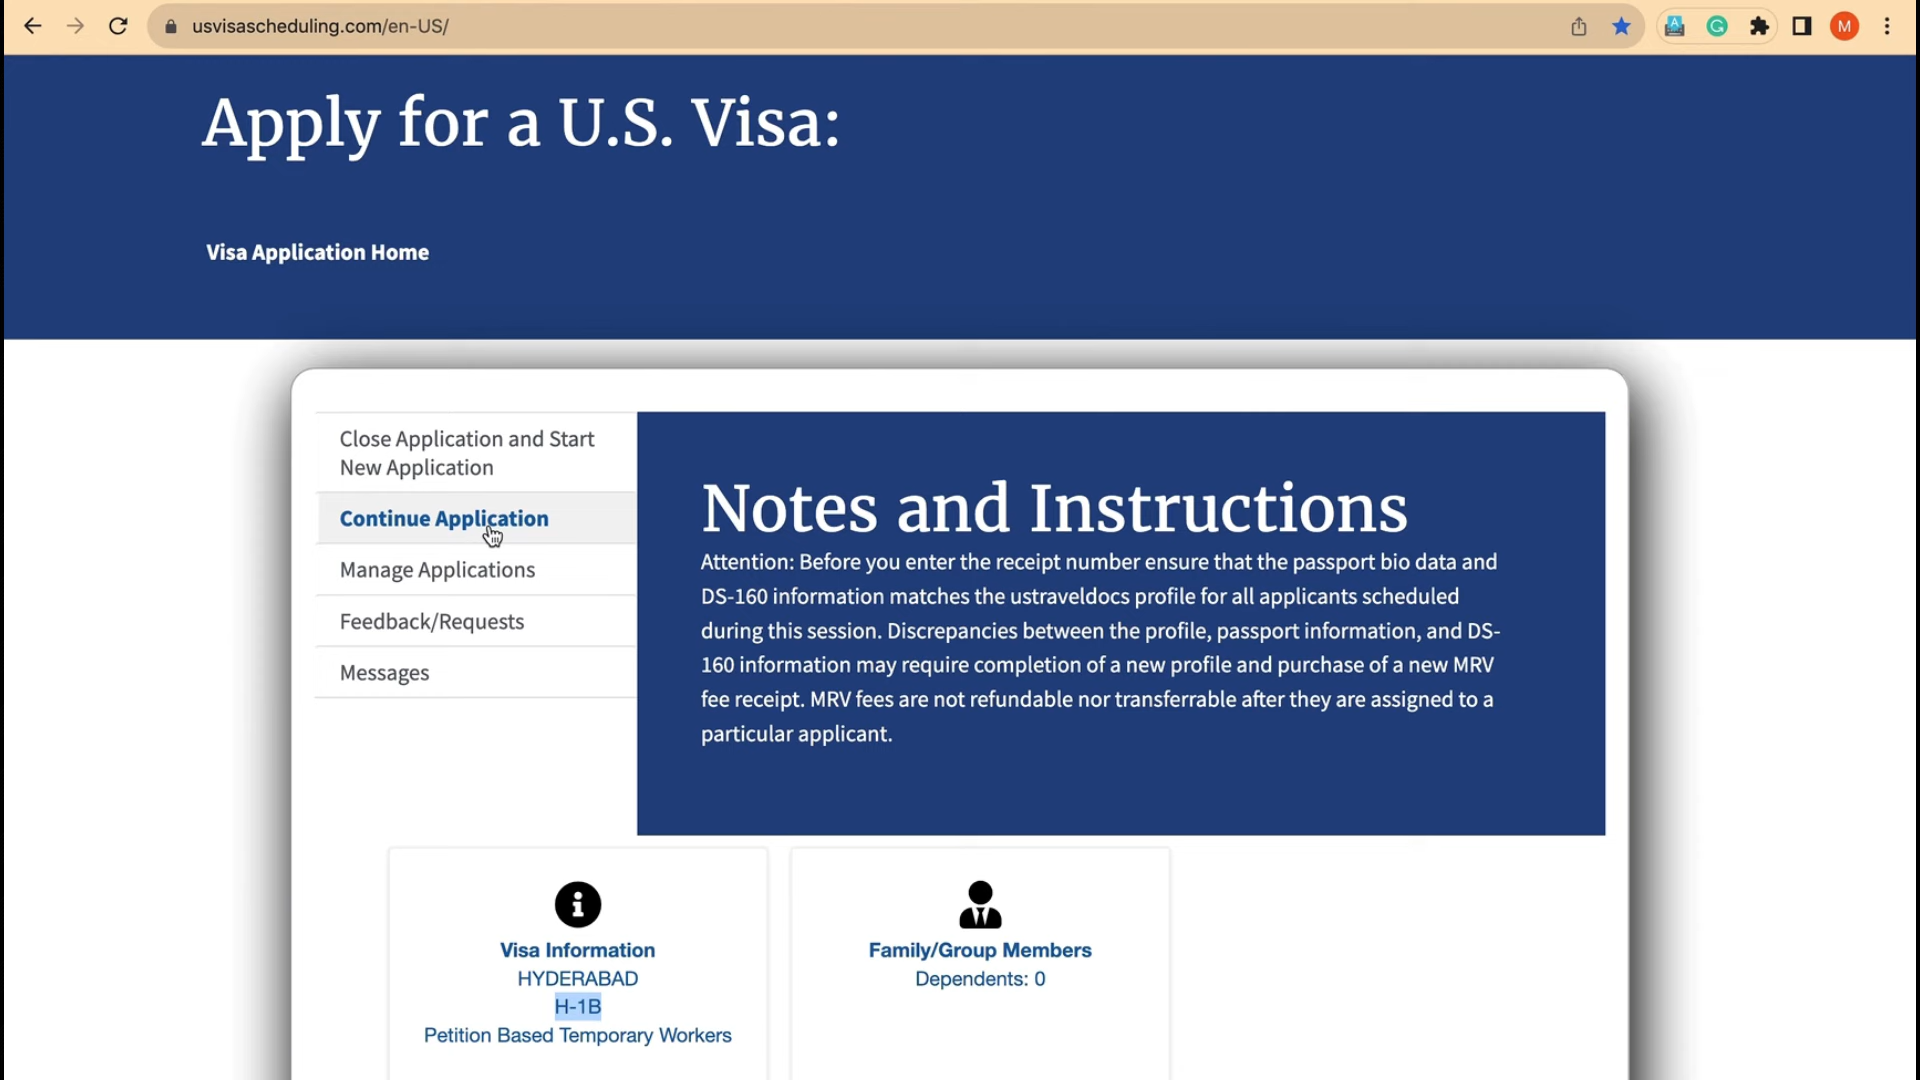 usvisascheduling.com/en-US/
A
G
M
Apply for a U.S. Visa:
Visa Application Home
Close Application and Start
New Application
Continue Application
Manage Applications
Feedback/Requests
Messages
Notes and Instructions
Attention: Before you enter the receipt number ensure that the passport bio data and
DS-160 information matches the ustraveldocs profile for all applicants scheduled
during this session. Discrepancies between the profile, passport information, and DS-
160 information may require completion of a new profile and purchase of a new MRV
fee receipt. MRV fees are not refundable nor transferrable after they are assigned to a
particular applicant.
Visa Information
HYDERABAD
H-1B
Petition Based Temporary Workers
Family/Group Members
Dependents: 0